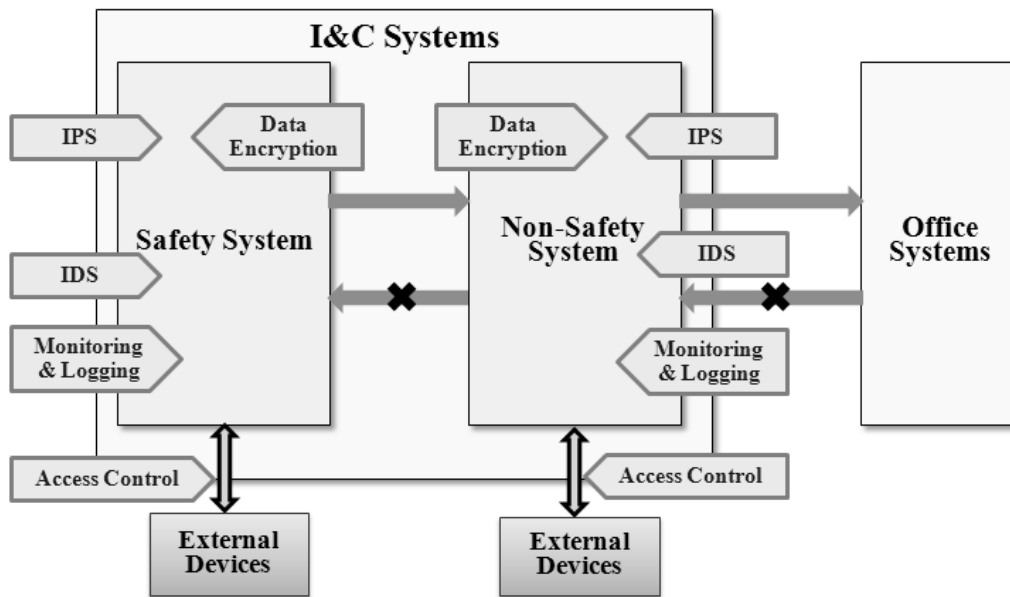 I&C Systems
IPS
Data
Encryption
Data
Encryption
IPS
Safety System
Non-Safety
System
Office
Systems
IDS
IDS
Monitoring
& Logging
Monitoring
& Logging
Access Control
Access Control
External
Devices
External
Devices